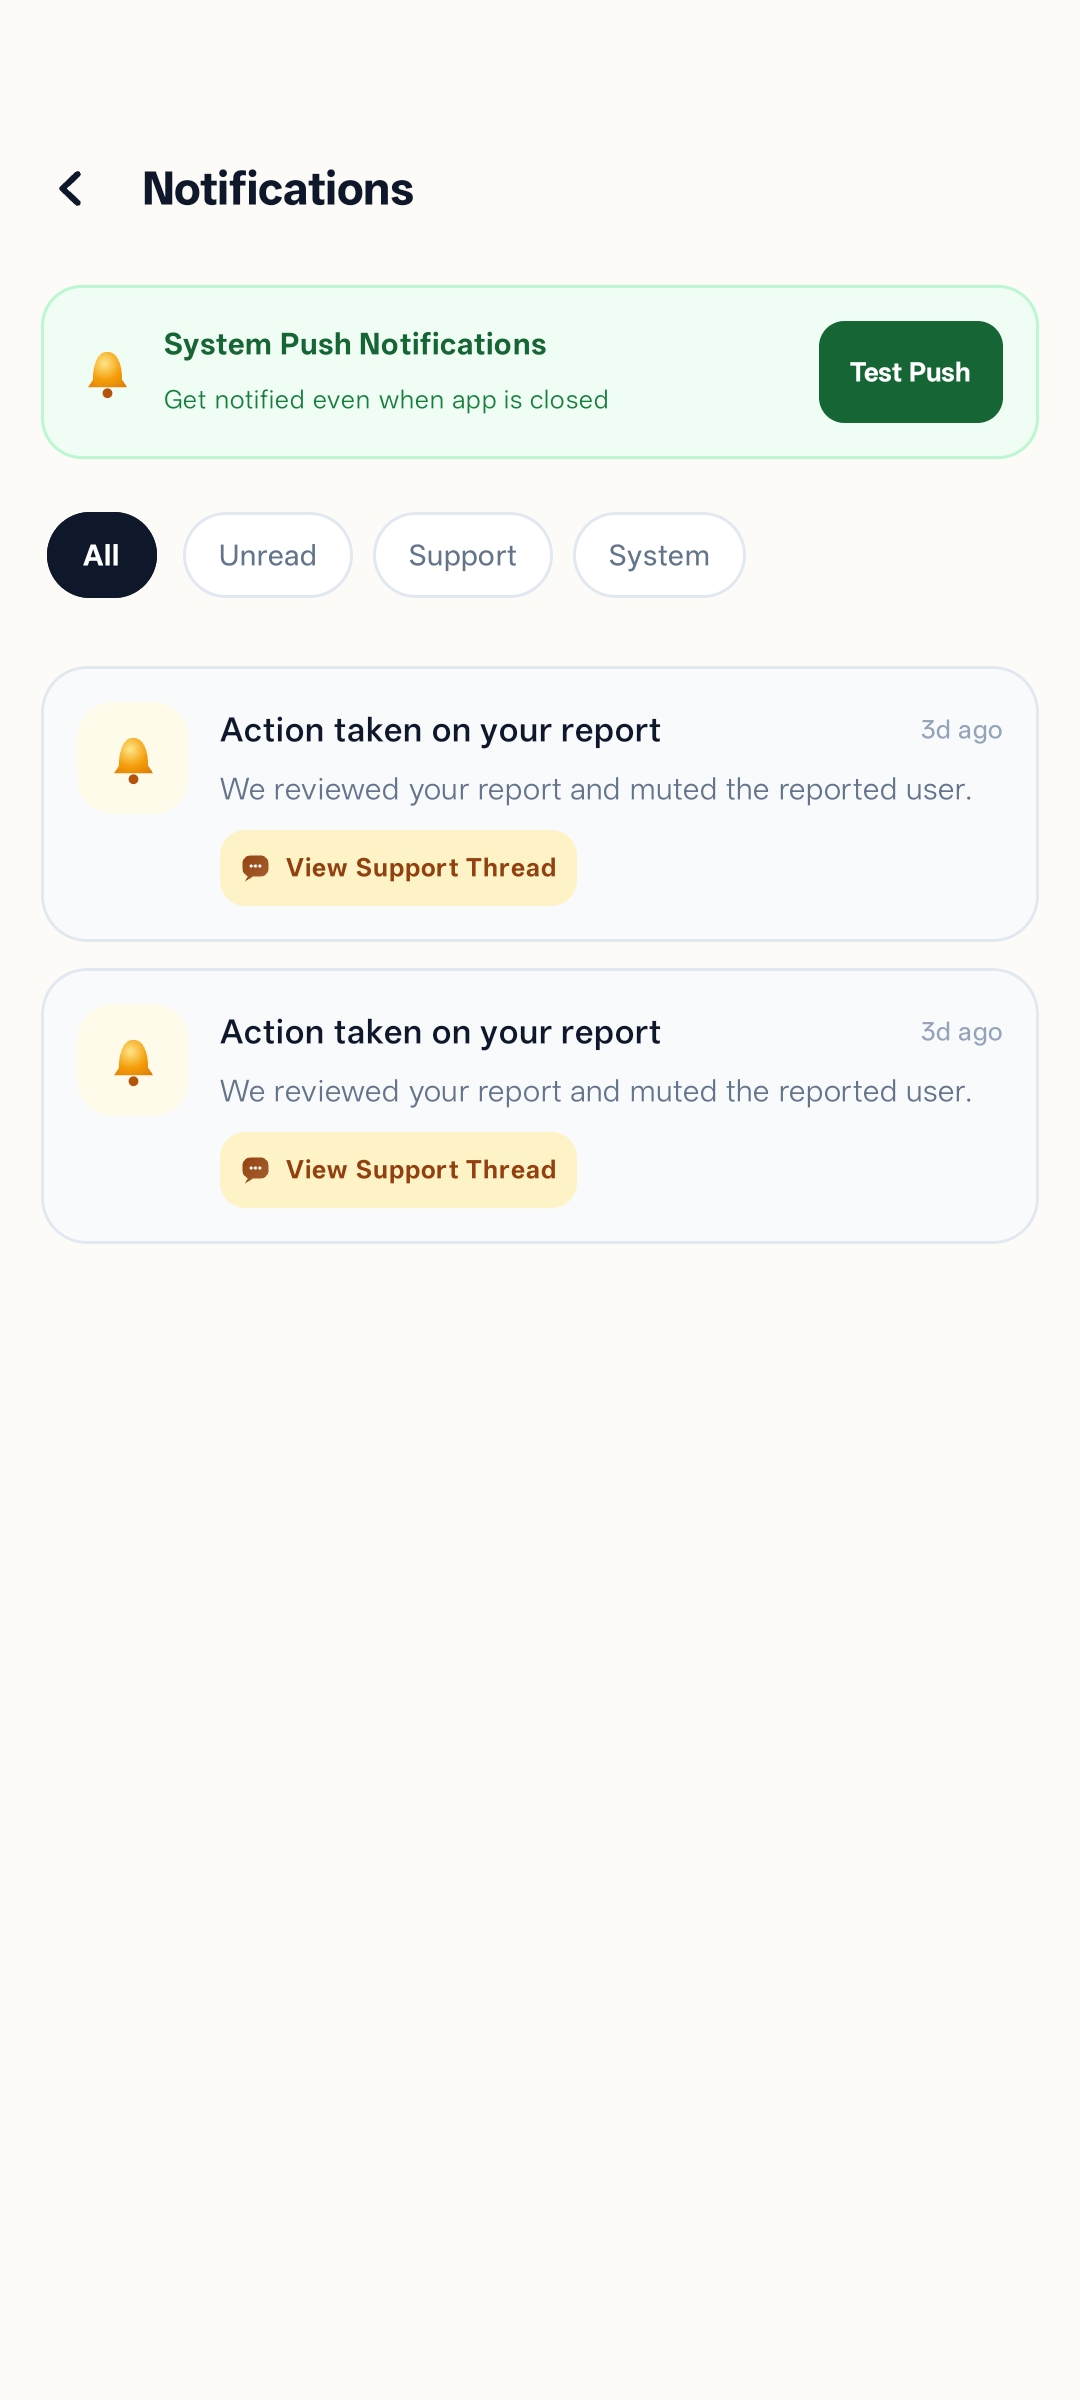 Notifications
System Push Notifications
Get notified even when app is closed
Test Push
All
Unread
Support
System
Action taken on your report
3d ago
We reviewed your report and muted the reported user.
View Support Thread
Action taken on your report
3d ago
We reviewed your report and muted the reported user.
View Support Thread